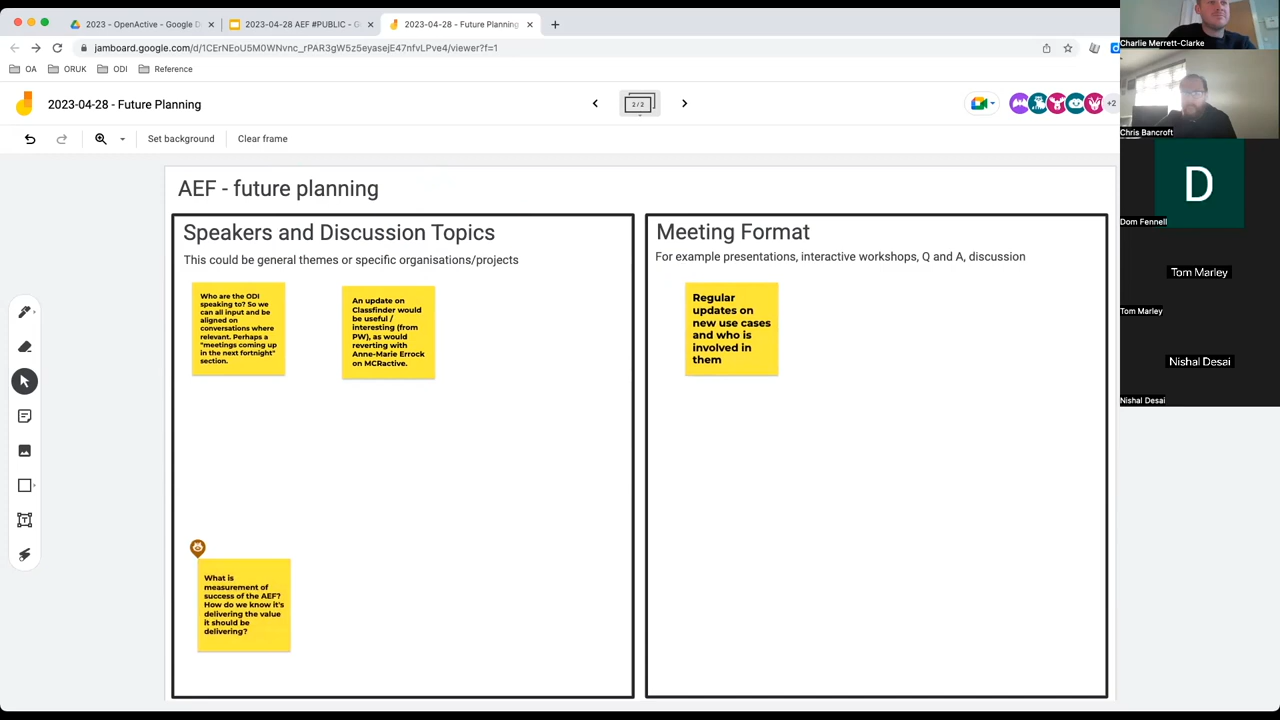 2023 - OpenActive - Google D
2023-04-28 AEF #PUBLIC - G
2023-04-28 - Future Planning
jamboard.google.com/d/1CErNEoU5M0WNvnc_rPAR3gW5z5eyasejE47nfvLPve4/viewer?f=1
OA
ORUK
ODI
Reference
2023-04-28 - Future Planning
2/2
+2
Set background
Clear frame
AEF - future planning
Speakers and Discussion Topics
This could be general themes or specific organisations/projects
Who are the ODI
speaking to? So we
can all input and be
aligned on
conversations where
relevant. Perhaps a
"meetings coming up
in the next fortnight"
section.
An update on
Classfinder would
be useful /
interesting (from
PW), as would
reverting with
Anne-Marie Errock
on MCRactive.
What is
measurement of
success of the AEF?
How do we know it's
delivering the value
it should be
delivering?
Meeting Format
For example presentations, interactive workshops, Q and A, discussion
Regular
updates on
new use cases
and who is
involved in
them
Charlie Merrett-Clarke
Chris Bancroft
D
Dom Fennell
Tom Marley
Tom Marley
Nishal Desai
Nishal Desai